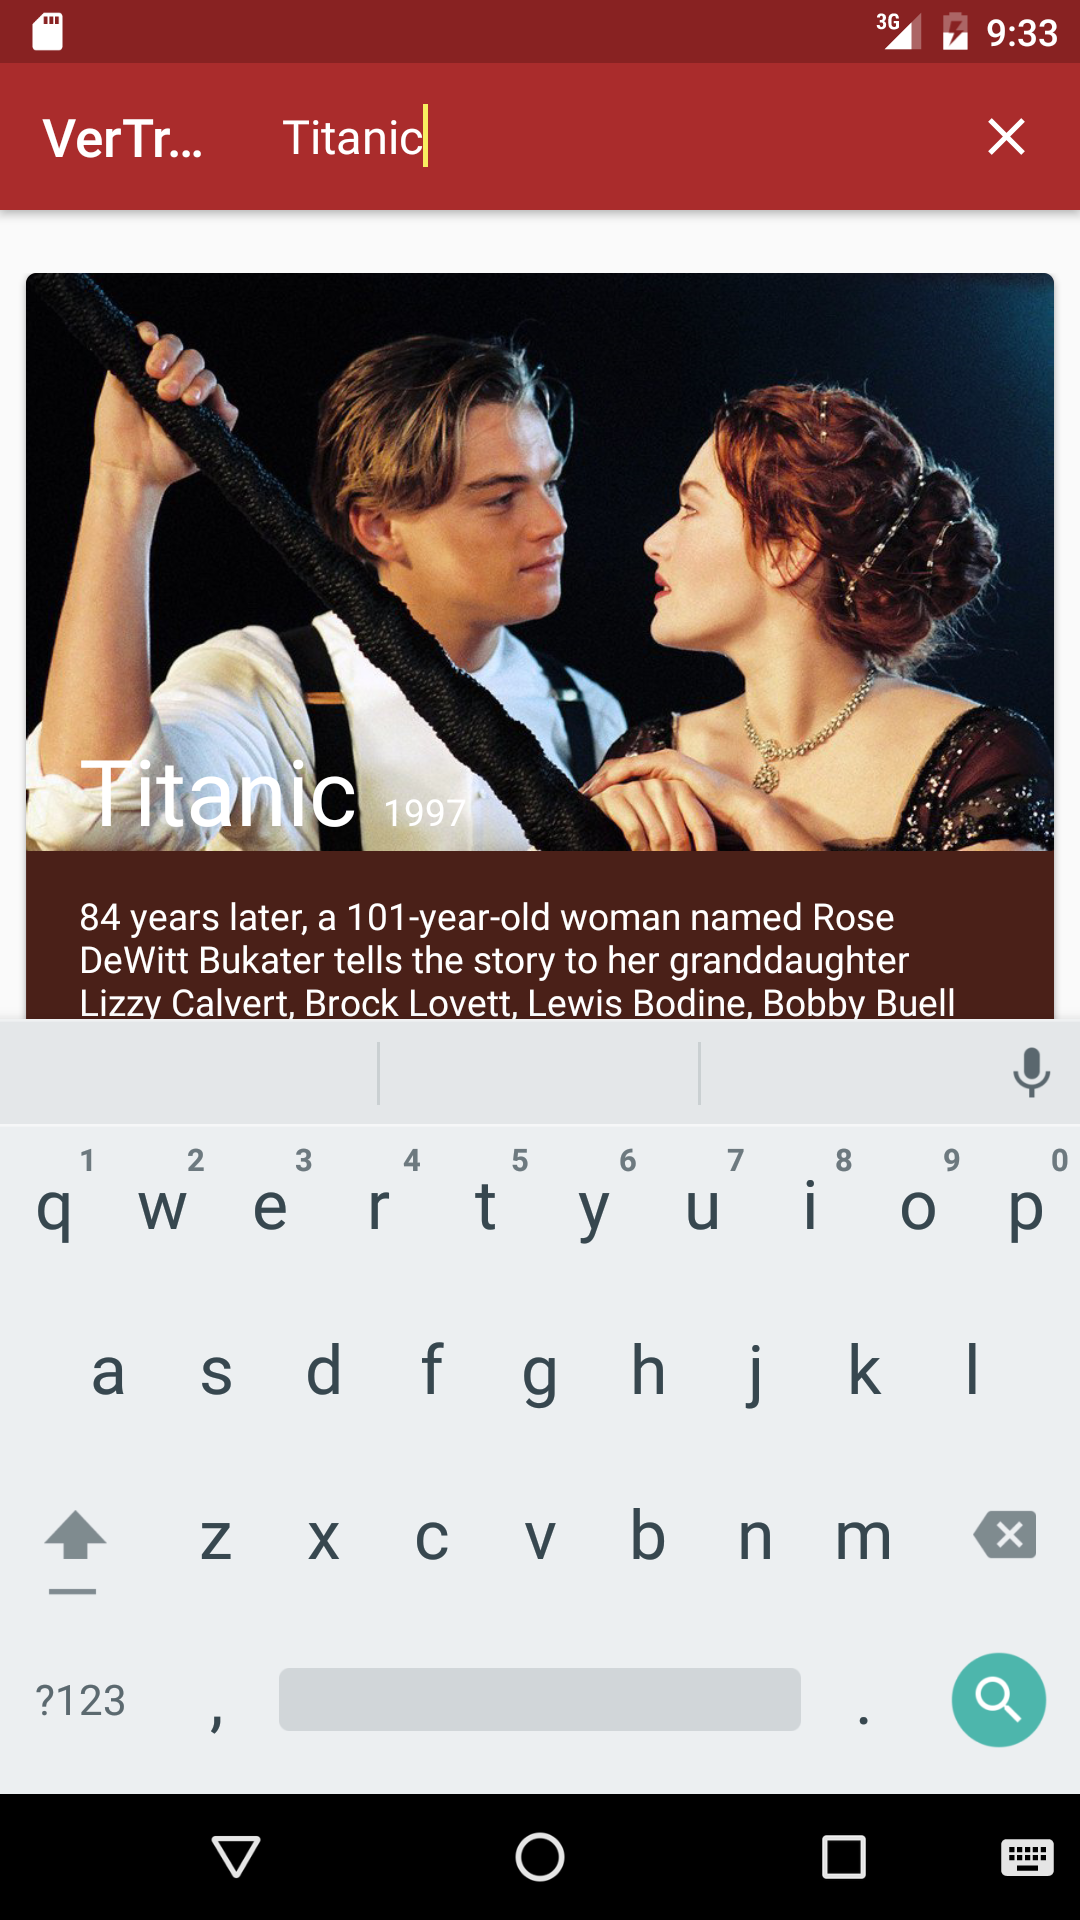 3G 9:33
VerTr... Titanic
Titanic 1997
84 years later, a 101-year-old woman named Rose
DeWitt Bukater tells the story to her granddaughter
Lizzy Calvert, Brock Lovett, Lewis Bodine, Bobby Buell
1 2 3 4 5 6 7 8 9 0
q w e r t y u i o p
a s d f g h j k l
z x c v b n m
?123 , .